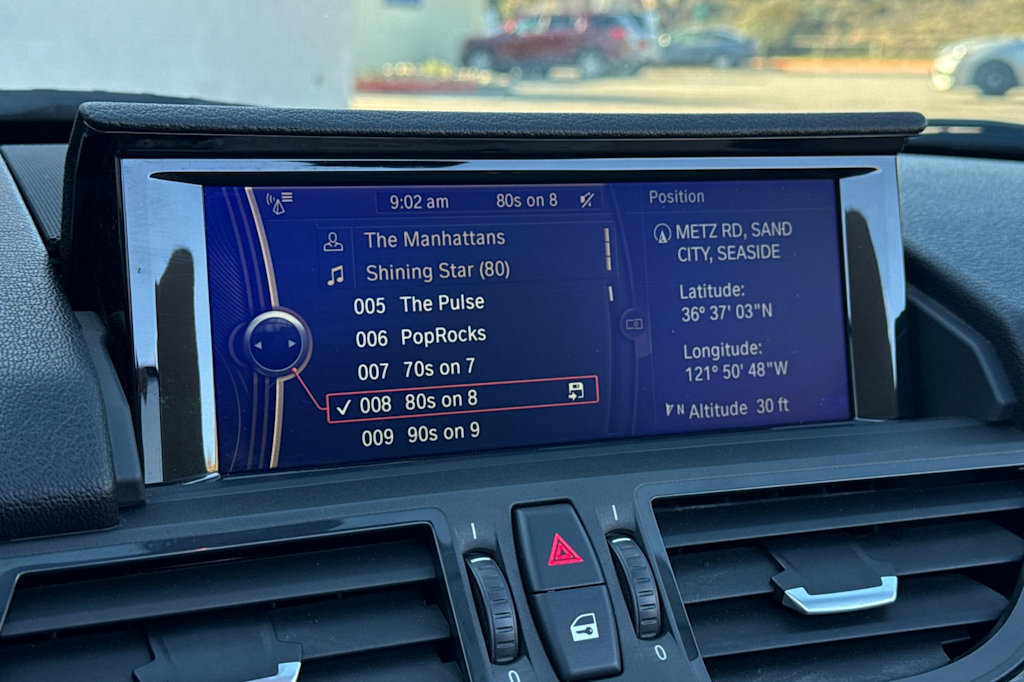 9:02 am 80s on 8
The Manhattans
Shining Star (80)
005 The Pulse
006 PopRocks
007 70s on 7
008 80s on 8
009 90s on 9
Position
METZ RD, SAND
CITY, SEASIDE
Latitude:
36° 37' 03"N
Longitude:
121° 50' 48"W
N Altitude 30 ft
0
0